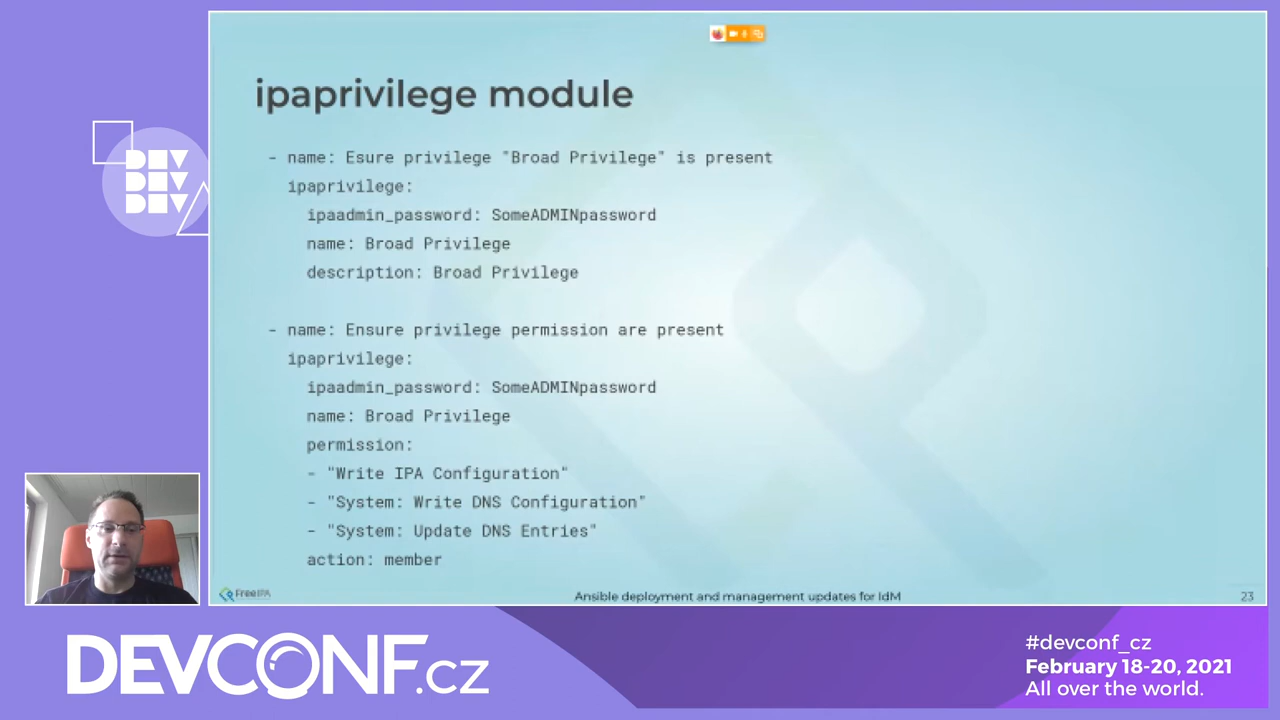 ipaprivilege module
- name: Esure privilege "Broad Privilege" is present
ipaprivilege:
ipaadmin_password: SomeADMINpassword
name: Broad Privilege
description: Broad Privilege
- name: Ensure privilege permission are present
ipaprivilege:
ipaadmin_password: SomeADMINpassword
name: Broad Privilege
permission:
- "Write IPA Configuration"
- "System: Write DNS Configuration"
- "System: Update DNS Entries"
action: member
FreeIPA
Ansible deployment and management updates for IdM
23
DEV
DEV
DEV
DEVCONF.cz
#devconf_cz
February 18-20, 2021
All over the world.